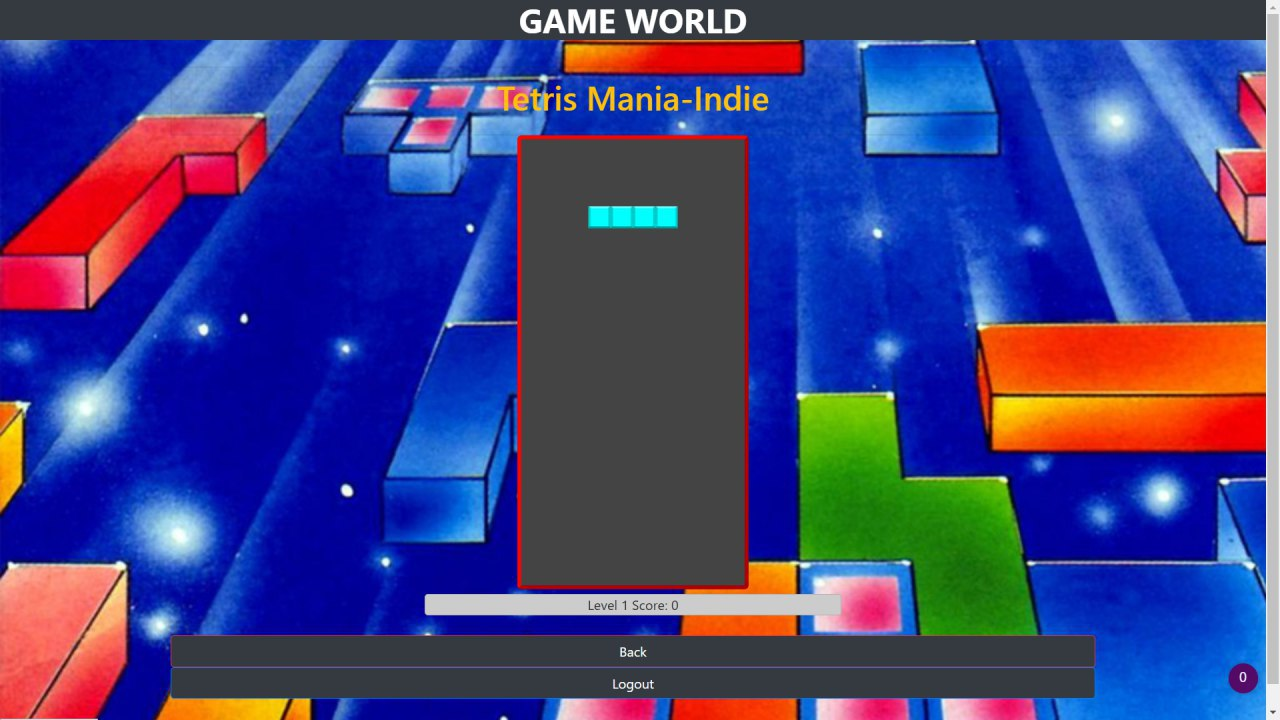 GAME WORLD
Tetris Mania-Indie
Level 1 Score: 0
Back
Logout
0